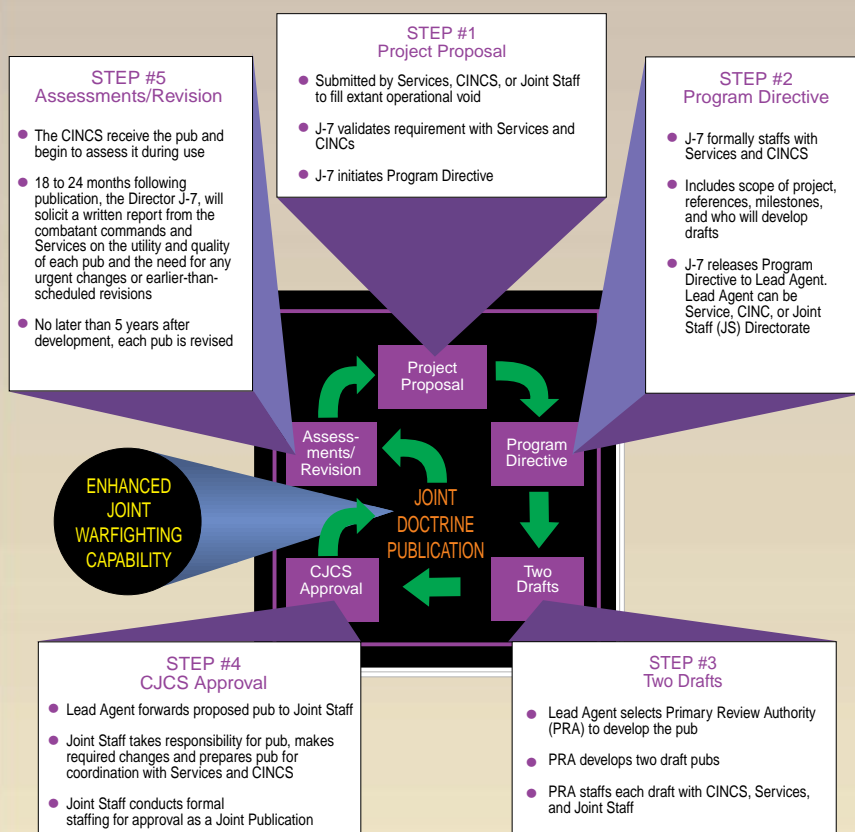 STEP #1
Project Proposal
Submitted by Services, CINCS, or Joint Staff
to fill extant operational void
J-7 validates requirement with Services and
CINCs
J-7 initiates Program Directive
STEP #2
Program Directive
J-7 formally staffs with
Services and CINCS
Includes scope of project,
references, milestones,
and who will develop
drafts
J-7 releases Program
Directive to Lead Agent.
Lead Agent can be
Service, CINC, or Joint
Staff (JS) Directorate
STEP #3
Two Drafts
Lead Agent selects Primary Review Authority
(PRA) to develop the pub
PRA develops two draft pubs
PRA staffs each draft with CINCS, Services,
and Joint Staff
STEP #4
CJCS Approval
Lead Agent forwards proposed pub to Joint Staff
Joint Staff takes responsibility for pub, makes
required changes and prepares pub for
coordination with Services and CINCS
Joint Staff conducts formal
staffing for approval as a Joint Publication
STEP #5
Assessments/Revision
The CINCS receive the pub and
begin to assess it during use
18 to 24 months following
publication, the Director J-7, will
solicit a written report from the
combatant commands and
Services on the utility and quality
of each pub and the need for any
urgent changes or earlier-than-
scheduled revisions
No later than 5 years after
development, each pub is revised
Project
Proposal
Program
Directive
Two
Drafts
CJCS
Approval
Assess-
ments/
Revision
JOINT
DOCTRINE
PUBLICATION
ENHANCED
JOINT
WARFIGHTING
CAPABILITY